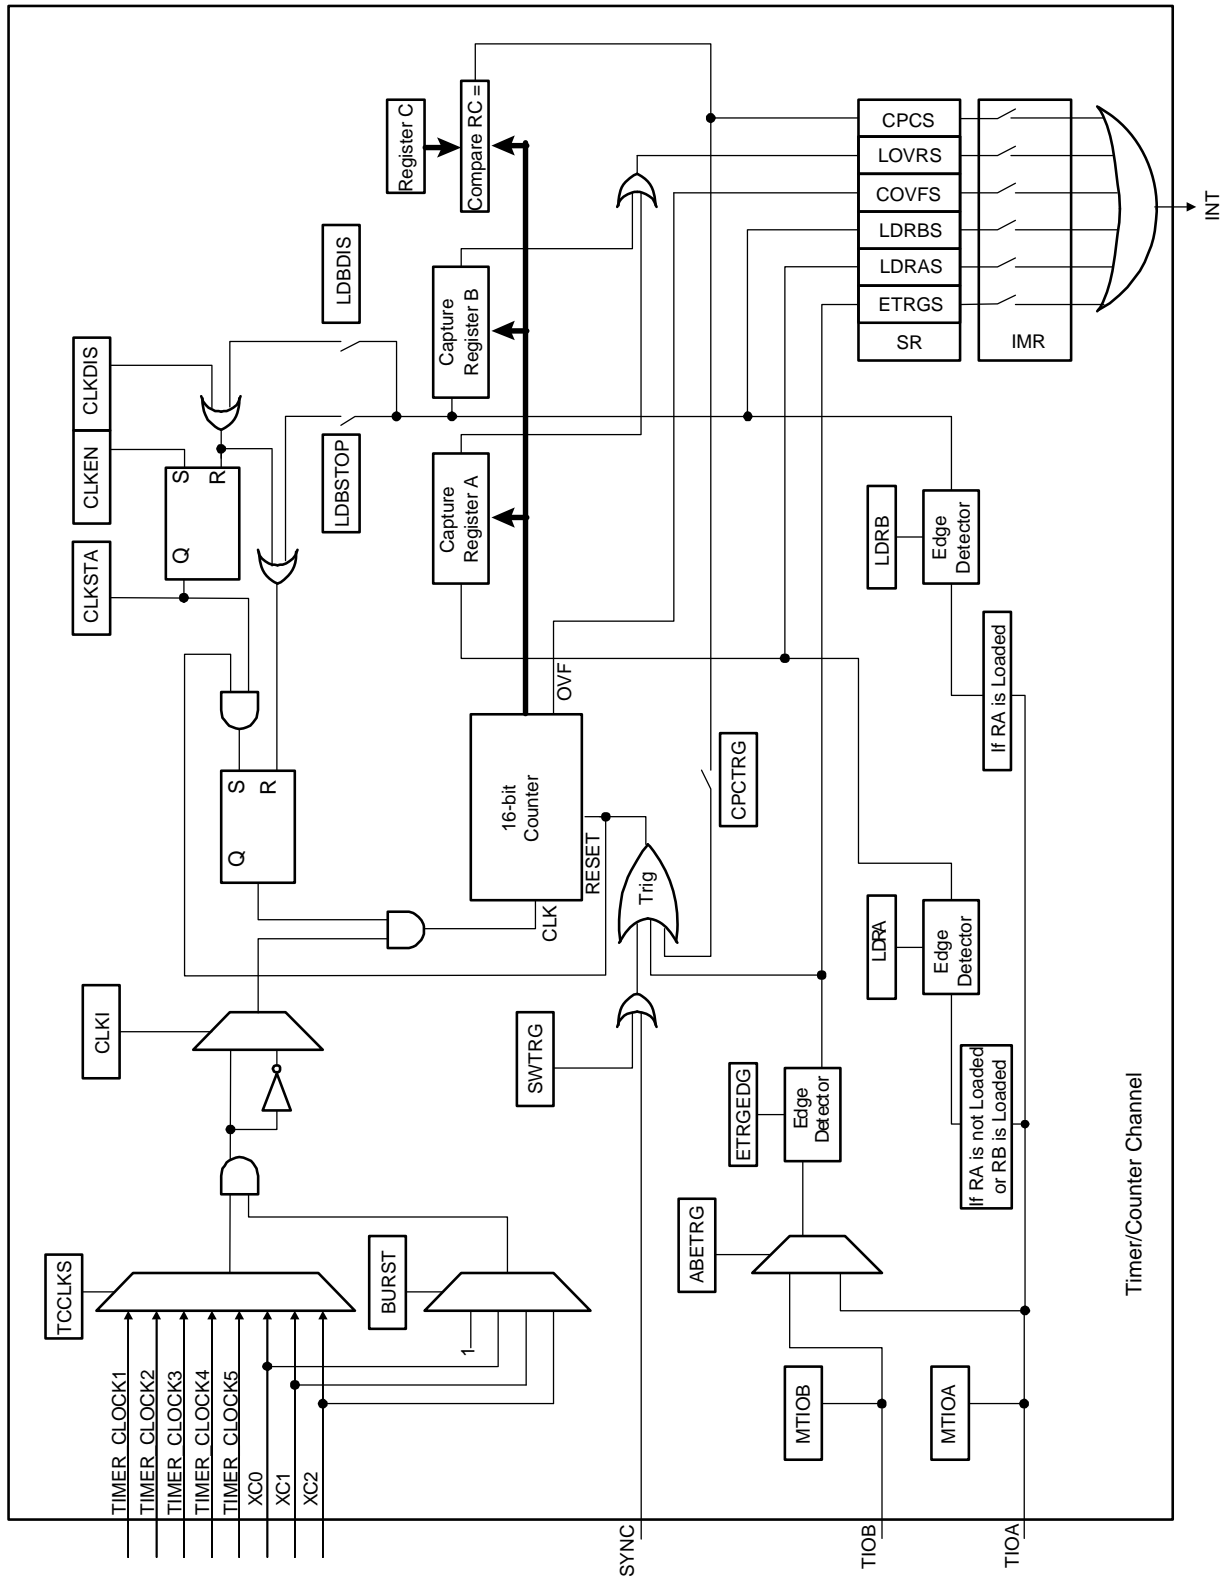 TCCLKS
TIMER_CLOCK1
TIMER_CLOCK2
TIMER_CLOCK3
TIMER_CLOCK4
TIMER_CLOCK5
XC0
XC1
XC2
CLKI
CLKSTA
CLKEN
CLKDIS
Q
S
R
Q
S
R
BURST
1
LDBSTOP
LDBDIS
Register C
Capture
Register A
Capture
Register B
Compare RC =
16-bit
Counter
CLK
OVF
RESET
SWTRG
Trig
CPCTRG
SYNC
ABETRG
ETRGEDG
Edge
Detector
MTIOB
TIOB
MTIOA
TIOA
LDRA
Edge
Detector
If RA is not Loaded
or RB is Loaded
LDRB
Edge
Detector
If RA is Loaded
CPCS
LOVRS
COVFS
LDRBS
LDRAS
ETRGS
SR
IMR
INT
Timer/Counter Channel